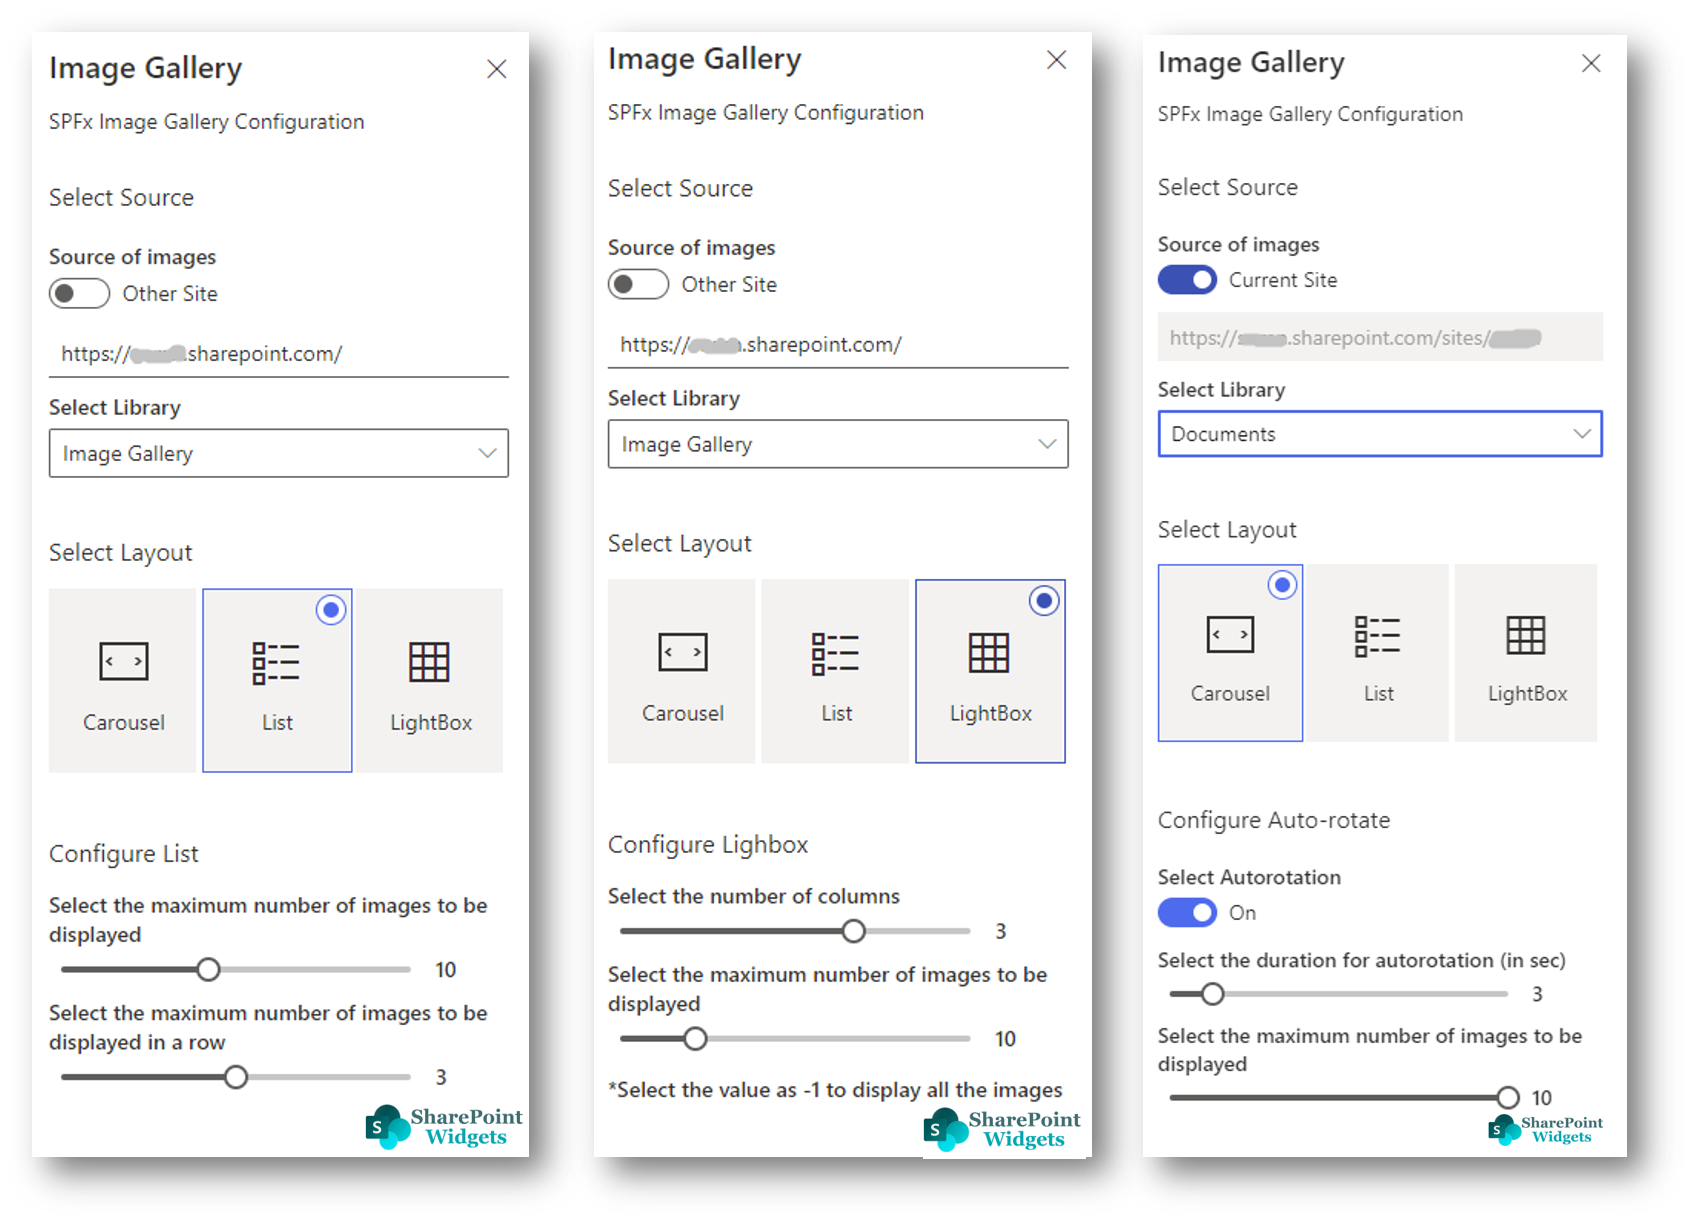 Image Gallery
SPFx Image Gallery Configuration
Select Source
Source of images
Other Site
https:// .sharepoint.com/
Select Library
Image Gallery
Select Layout
Carousel
List
LightBox
Configure List
Select the maximum number of images to be
displayed
10
Select the maximum number of images to be
displayed in a row
3
S
SharePoint
Widgets
Image Gallery
SPFx Image Gallery Configuration
Select Source
Source of images
Other Site
https:// .sharepoint.com/
Select Library
Image Gallery
Select Layout
Carousel
List
LightBox
Configure Lighbox
Select the number of columns
3
Select the maximum number of images to be
displayed
10
*Select the value as -1 to display all the images
S
SharePoint
Widgets
Image Gallery
SPFx Image Gallery Configuration
Select Source
Source of images
Current Site
https:// .sharepoint.com/sites/
Select Library
Documents
Select Layout
Carousel
List
LightBox
Configure Auto-rotate
Select Autorotation
On
Select the duration for autorotation (in sec)
3
Select the maximum number of images to be
displayed
10
S
SharePoint
Widgets